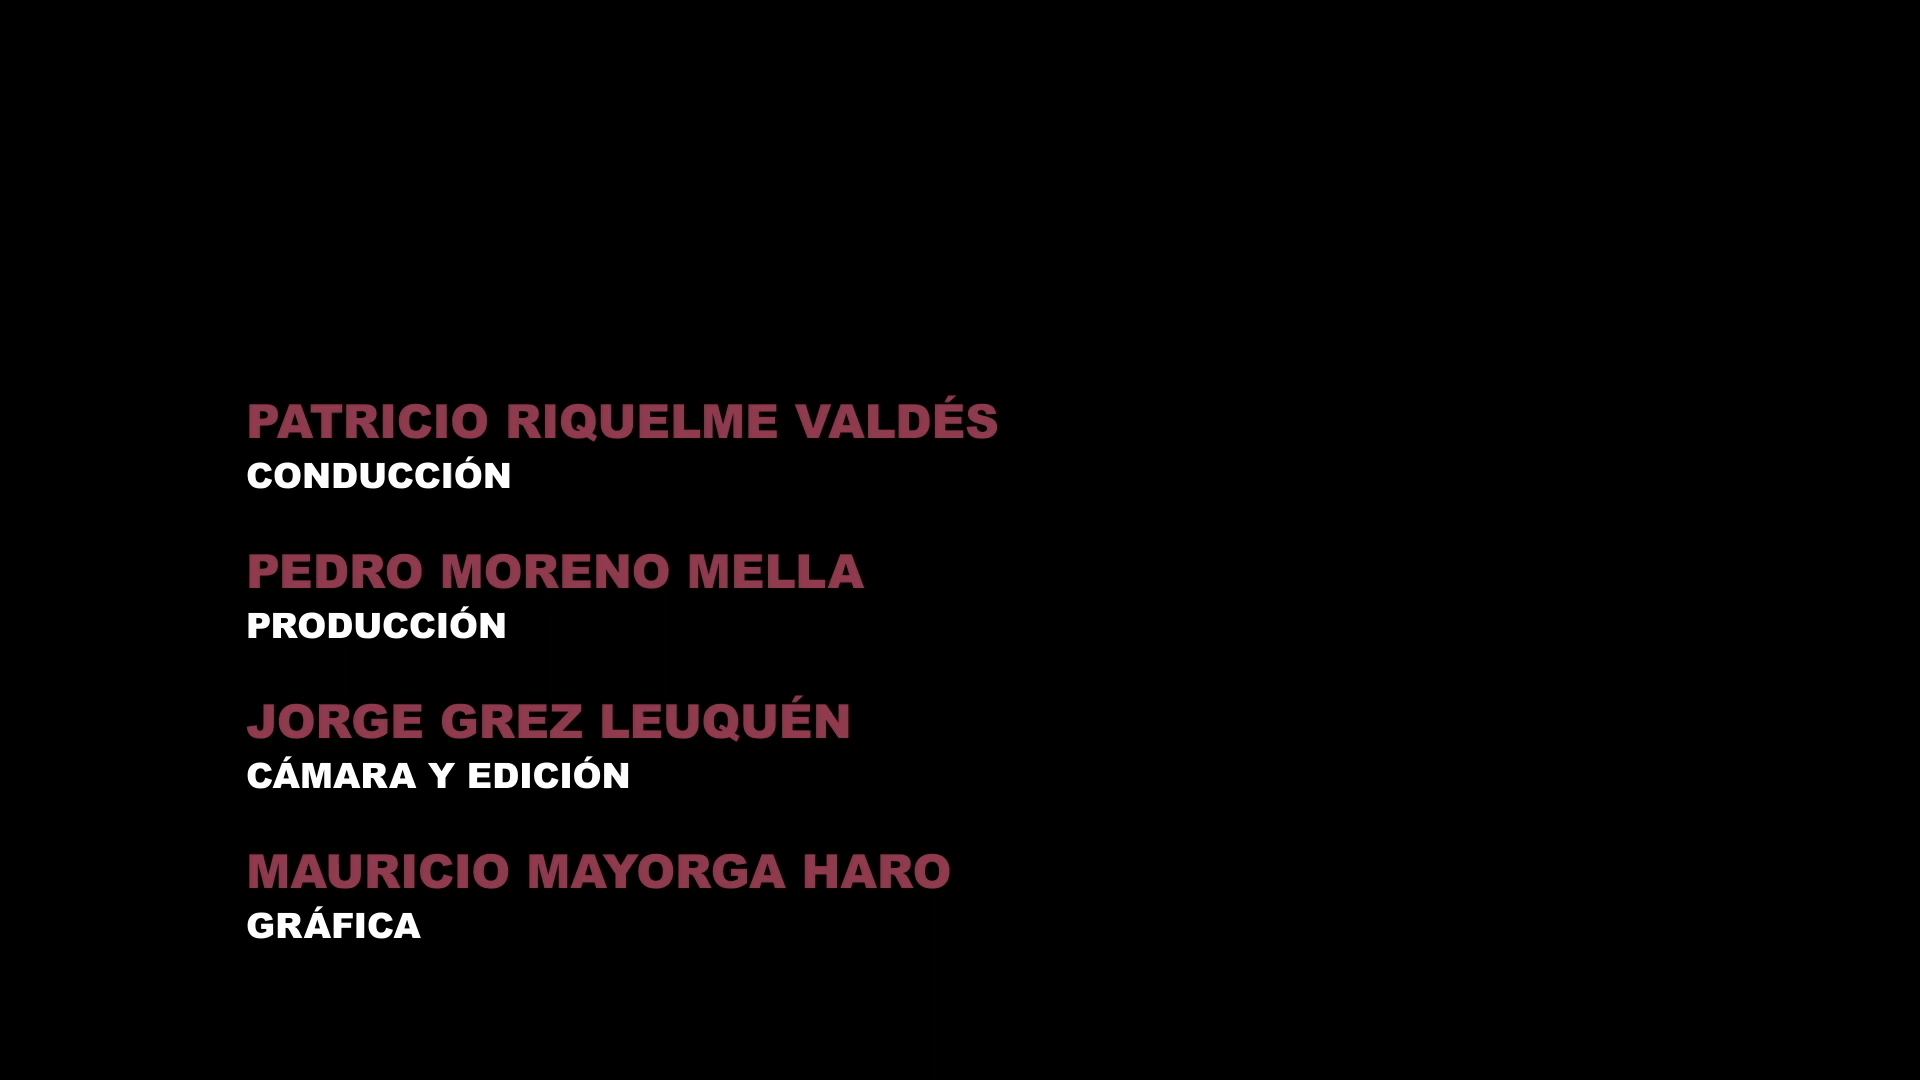 PATRICIO RIQUELME VALDÉS
CONDUCCIÓN
PEDRO MORENO MELLA
PRODUCCIÓN
JORGE GREZ LEUQUÉN
CÁMARA Y EDICIÓN
MAURICIO MAYORGA HARO
GRÁFICA